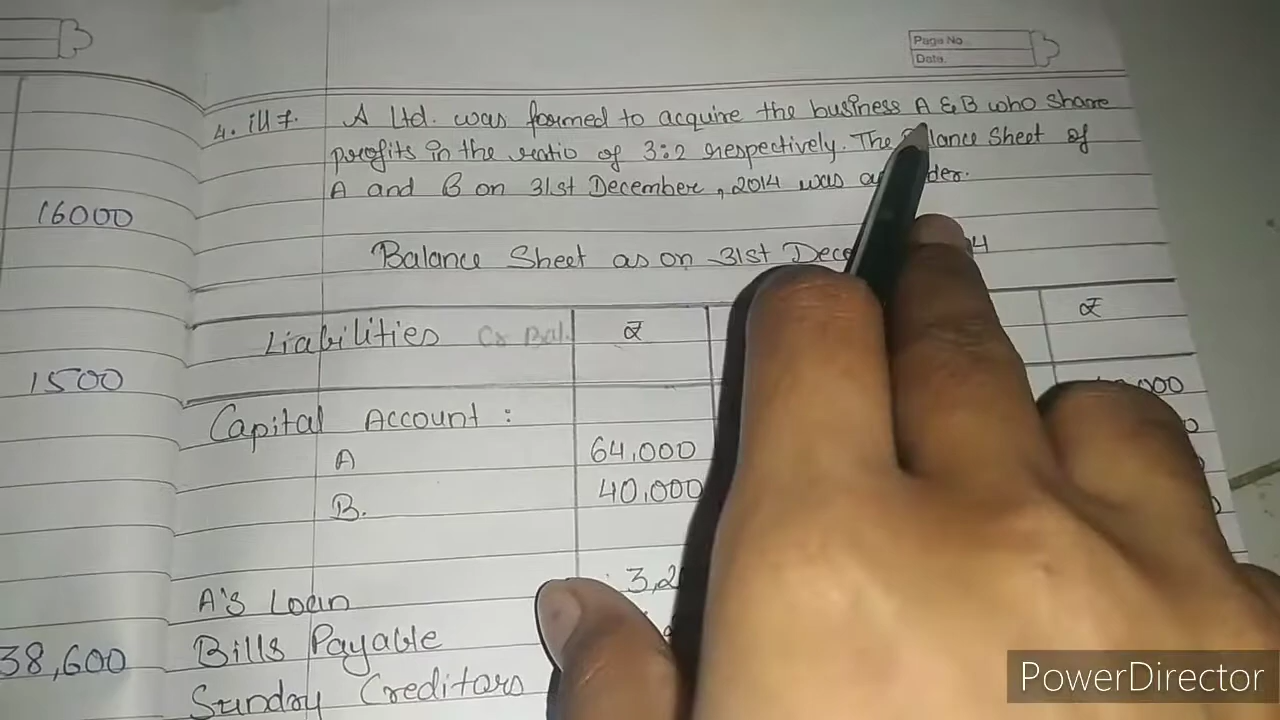 Page No.
Date.
4. ill 7. A Ltd. was formed to acquire the business A & B who share
profits in the ratio of 3:2 respectively. The Balance Sheet of
A and B on 31st December, 2014 was
16000
Balance Sheet as on 31st
Liabilities Cr Bal. ₹ ₹
1500
Capital Account :
A 64,000
B. 40,000
A's Loan
38,600 Bills Payable
Sundry Creditors
PowerDirector